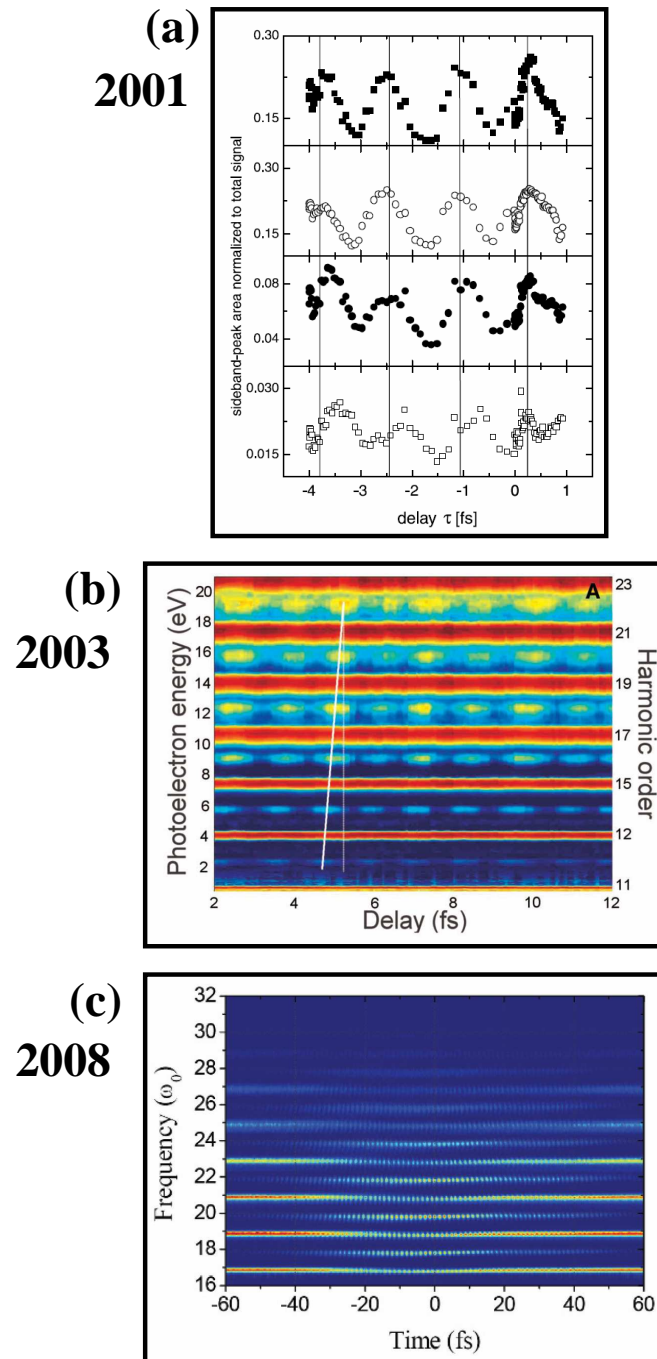 (a)
2001
sideband-peak area normalized to total signal
0.30
0.15
0.30
0.15
0.08
0.04
0.030
0.015
-4 -3 -2 -1 0 1
delay τ [fs]
(b)
2003
A
Photoelectron energy (eV)
20
18
16
14
12
10
8
6
4
2
23
21
19
17
15
12
11
Harmonic order
2 4 6 8 10 12
Delay (fs)
(c)
2008
Frequency (ω0)
32
30
28
26
24
22
20
18
16
-60 -40 -20 0 20 40 60
Time (fs)